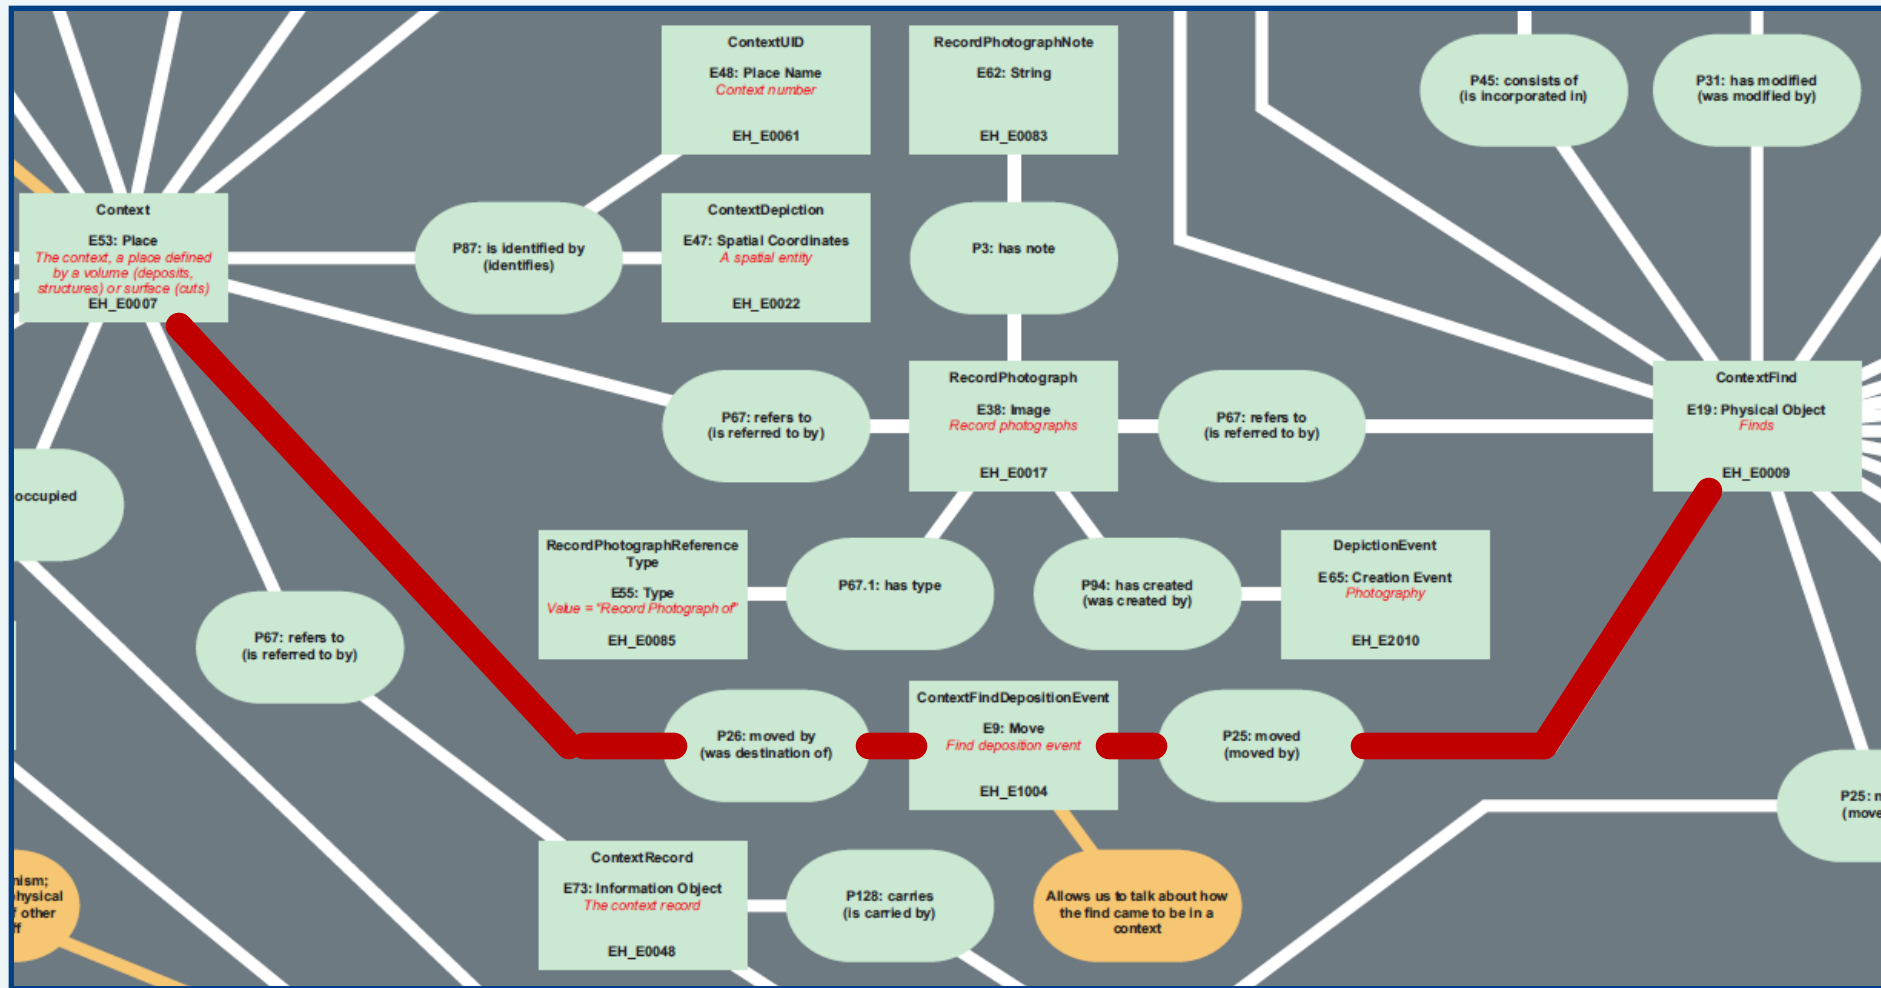 ContextUID
E48: Place Name
Context number
EH_E0061
RecordPhotographNote
E62: String
EH_E0083
P45: consists of
(is incorporated in)
P31: has modified
(was modified by)
Context
E53: Place
The context, a place defined
by a volume (deposits,
structures) or surface (cuts)
EH_E0007
P87: is identified by
(identifies)
ContextDepiction
E47: Spatial Coordinates
A spatial entity
EH_E0022
P3: has note
P67: refers to
(is referred to by)
RecordPhotograph
E38: Image
Record photographs
EH_E0017
P67: refers to
(is referred to by)
ContextFind
E19: Physical Object
Finds
EH_E0009
occupied
RecordPhotographReference
Type
E55: Type
Value = "Record Photograph of"
EH_E0085
P67.1: has type
P94: has created
(was created by)
DepictionEvent
E65: Creation Event
Photography
EH_E2010
P67: refers to
(is referred to by)
P26: moved by
(was destination of)
ContextFindDepositionEvent
E9: Move
Find deposition event
EH_E1004
P25: moved
(moved by)
P25:
(move
nism;
physical
other
ff
ContextRecord
E73: Information Object
The context record
EH_E0048
P128: carries
(is carried by)
Allows us to talk about how
the find came to be in a
context